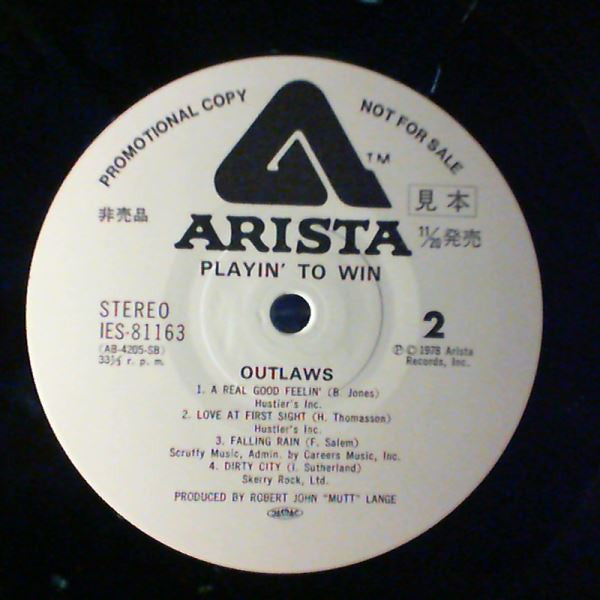 PROMOTIONAL COPY
NOT FOR SALE
TM
非売品
見本
ARISTA
11/20発売
PLAYIN' TO WIN
STEREO
IES-81163
(AB-4205-SB)
33⅓ r. p. m.
2
Ⓟ © 1978 Arista
Records, Inc.
OUTLAWS
1. A REAL GOOD FEELIN' (B. Jones)
Hustler's Inc.
2. LOVE AT FIRST SIGHT (H. Thomasson)
Hustler's Inc.
3. FALLING RAIN (F. Salem)
Scruffy Music, Admin. by Careers Music, Inc.
4. DIRTY CITY (I. Sutherland)
Skerry Rock, Ltd.
PRODUCED BY ROBERT JOHN "MUTT" LANGE
JASRAC